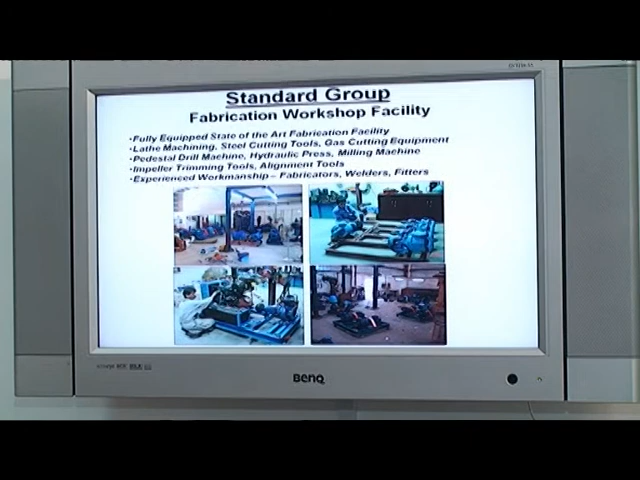 Standard Group
Fabrication Workshop Facility
·Fully Equipped State of the Art Fabrication Facility
·Lathe Machining, Steel Cutting Tools, Gas Cutting Equipment
·Pedestal Drill Machine, Hydraulic Press, Milling Machine
·Impeller Trimming Tools, Alignment Tools
·Experienced Workmanship – Fabricators, Welders, Fitters
BenQ